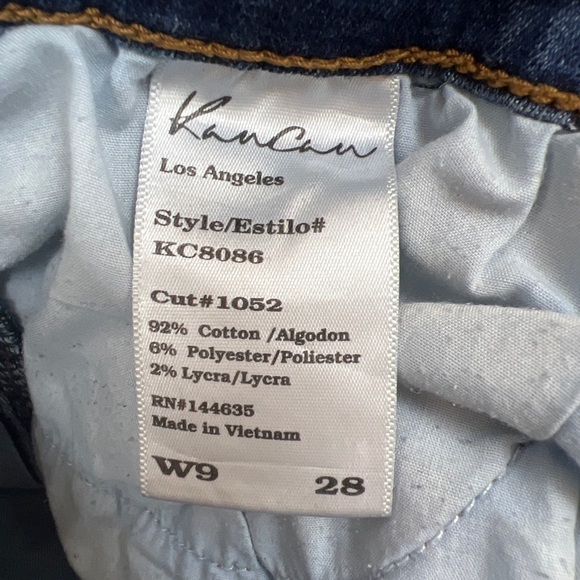 KanCan
Los Angeles
Style/Estilo#
KC8086
Cut#1052
92% Cotton /Algodon
6% Polyester/Poliester
2% Lycra/Lycra
RN#144635
Made in Vietnam
W9 28